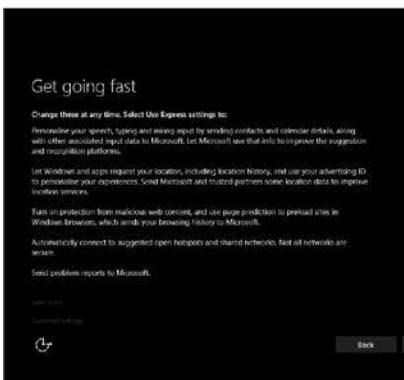 Get going fast
Change these at any time. Select Use Express settings to:
Personalise your speech, typing and inking input by sending contacts and calendar details, along
with other associated input data to Microsoft. Let Microsoft use that info to improve the suggestion
and recognition platforms.
Let Windows and apps request your location, including location history, and use your advertising ID
to personalise your experiences. Send Microsoft and trusted partners some location data to improve
location services.
Turn on protection from malicious web content, and use page prediction to preload sites in
Windows browsers, which sends your browsing history to Microsoft.
Automatically connect to suggested open hotspots and shared networks. Not all networks are
secure.
Send problem reports to Microsoft.
Learn more
Customise settings
Back